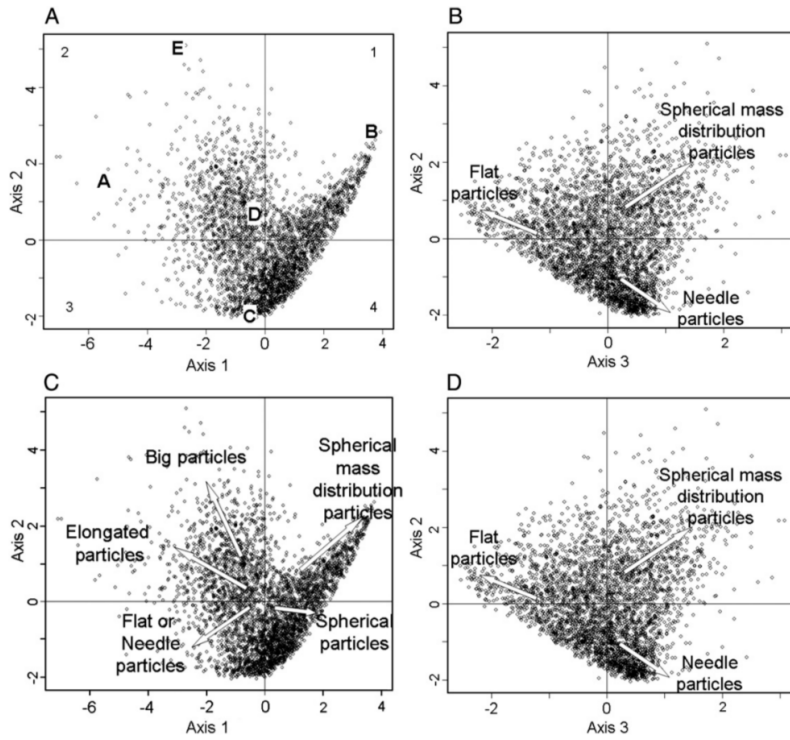 A
E
2
1
B
A
D
3
C
4
4
2
0
-2
Axis 2
-6
-4
-2
0
2
4
Axis 1
B
Spherical mass
distribution
particles
Flat
particles
Needle
particles
4
2
0
-2
Axis 2
-2
0
2
Axis 3
C
Big particles
Spherical
mass
distribution
particles
Elongated
particles
Flat or
Needle
particles
Spherical
particles
4
2
0
-2
Axis 2
-6
-4
-2
0
2
4
Axis 1
D
Spherical mass
distribution
particles
Flat
particles
Needle
particles
4
2
0
-2
Axis 2
-2
0
2
Axis 3